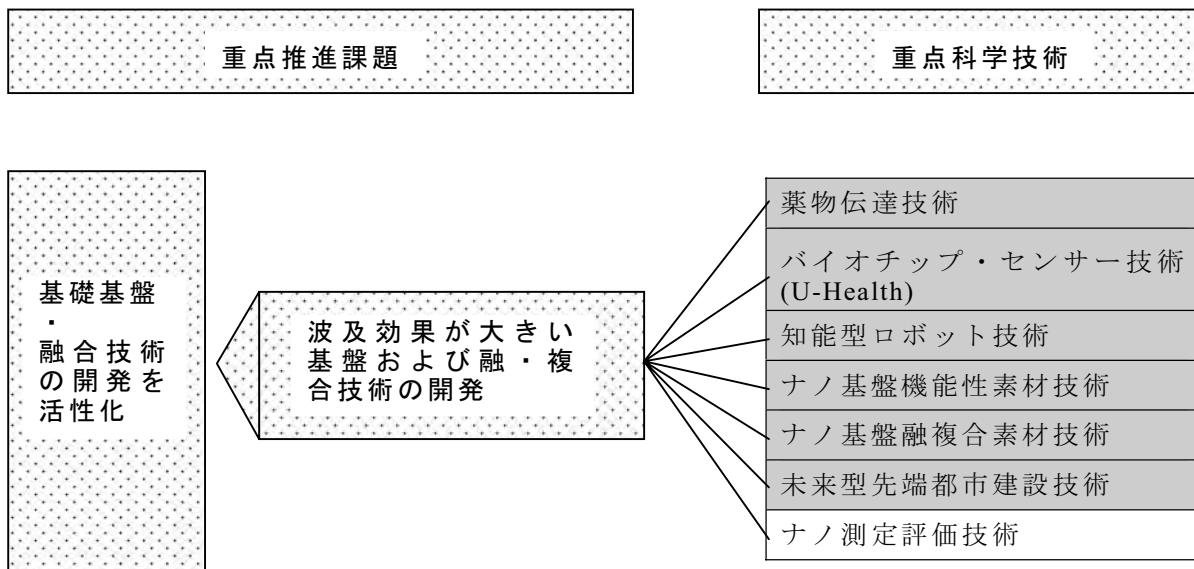 重点推進課題
重点科学技術
基礎基盤
・
融合技術
の開発を
活性化
波及効果が大きい
基盤および融・複
合技術の開発
薬物伝達技術
バイオチップ・センサー技術
(U-Health)
知能型ロボット技術
ナノ基盤機能性素材技術
ナノ基盤融複合素材技術
未来型先端都市建設技術
ナノ測定評価技術